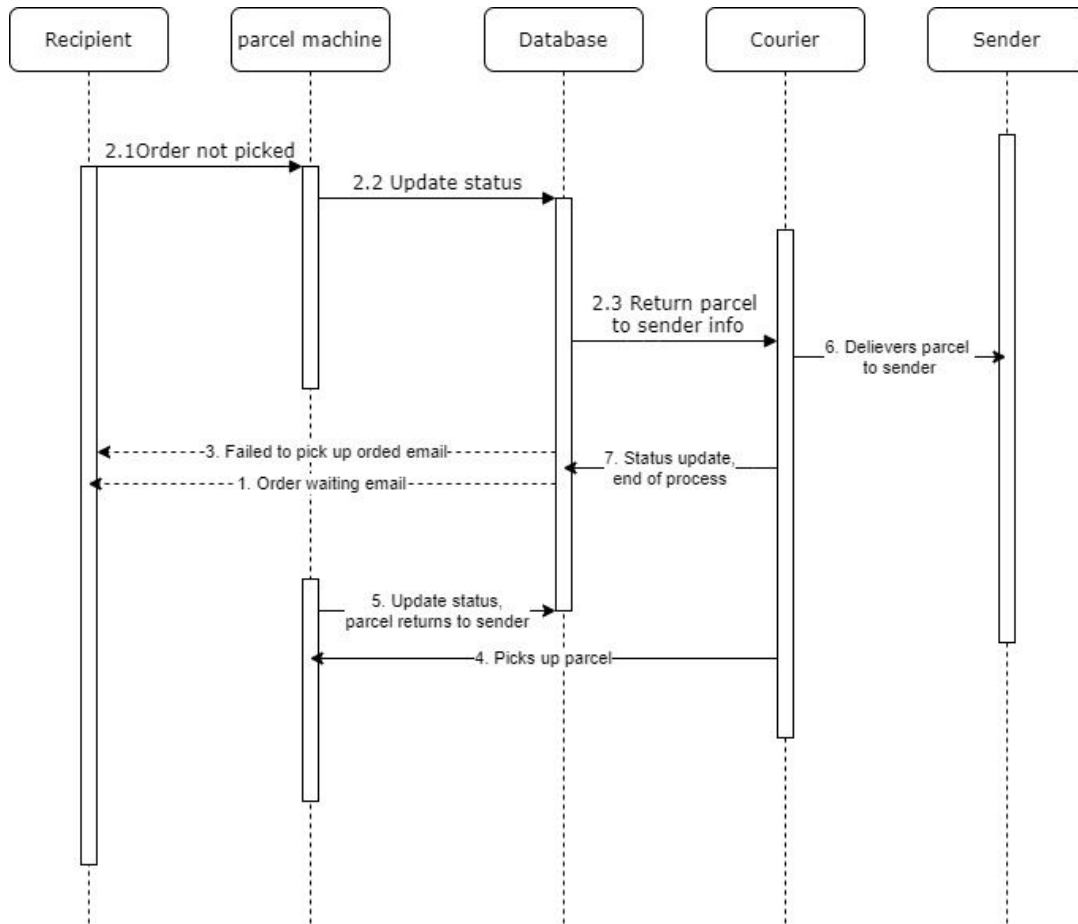 Recipient
parcel machine
Database
Courier
Sender
2.1Order not picked
2.2 Update status
2.3 Return parcel
to sender info
6. Delievers parcel
to sender
3. Failed to pick up orded email
7. Status update,
end of process
1. Order waiting email
5. Update status,
parcel returns to sender
4. Picks up parcel